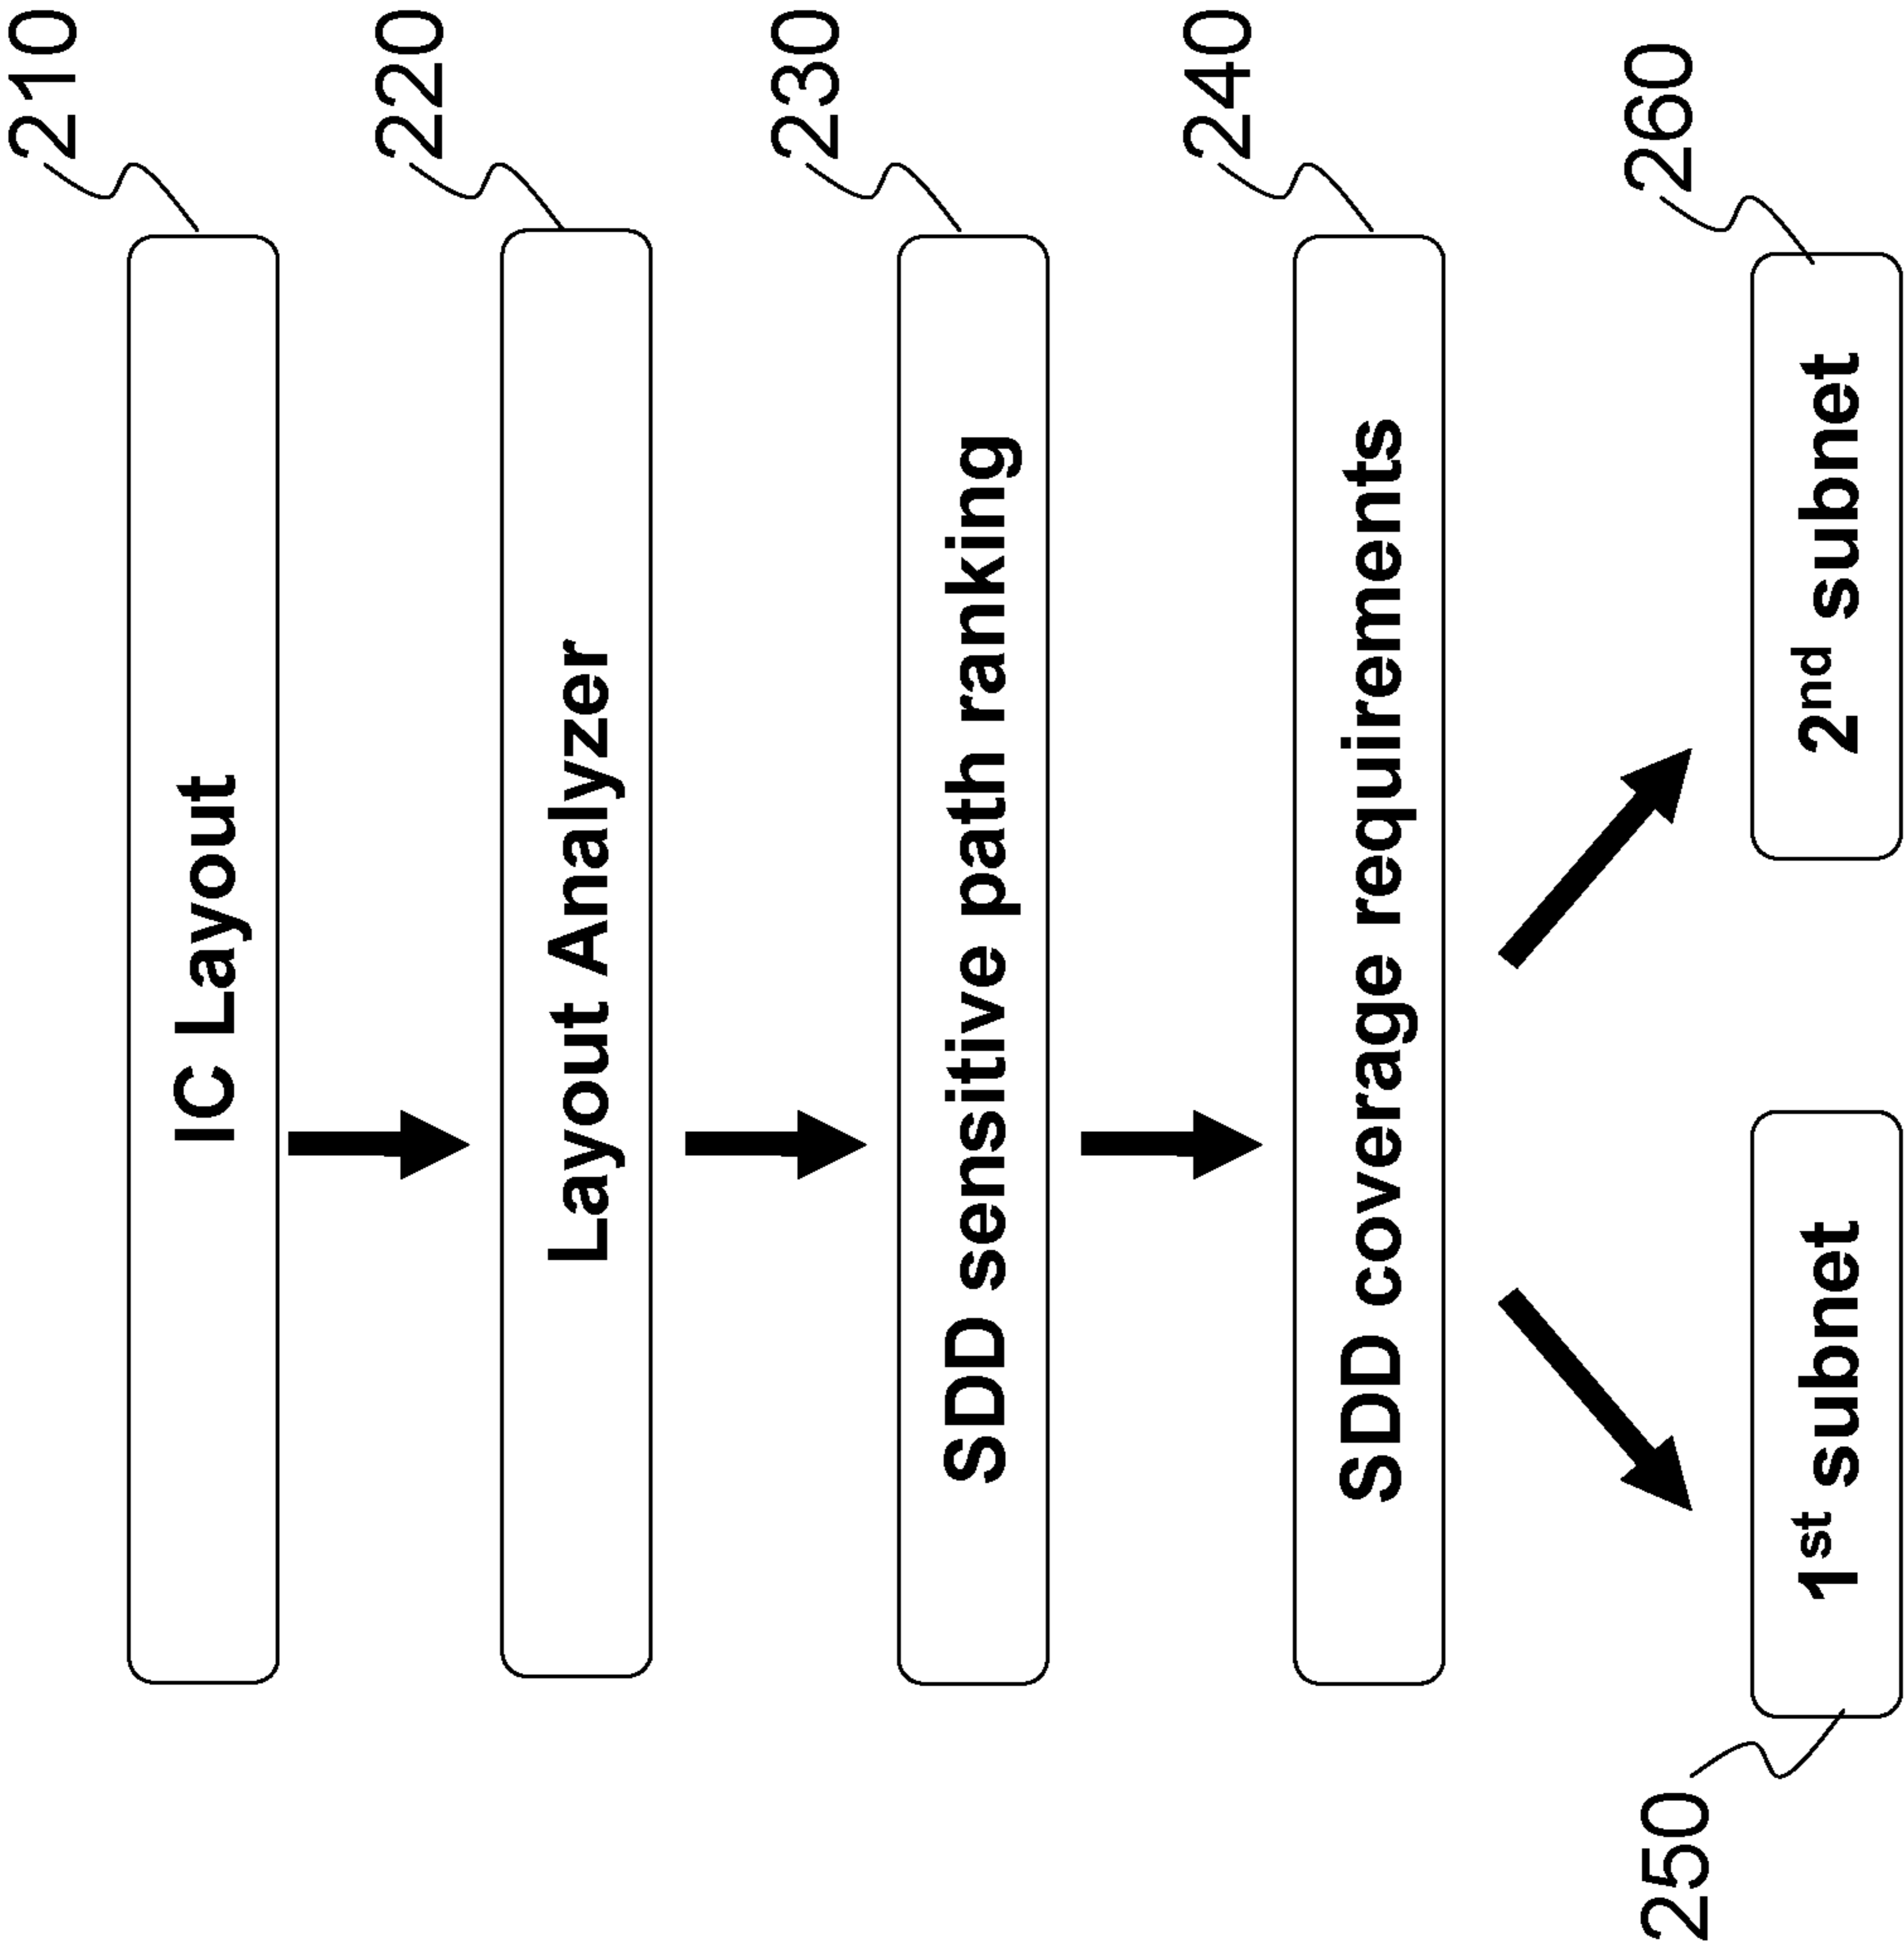 IC Layout
210
Layout Analyzer
220
SDD sensitive path ranking
230
SDD coverage requirements
240
1st subnet
250
2nd subnet
260